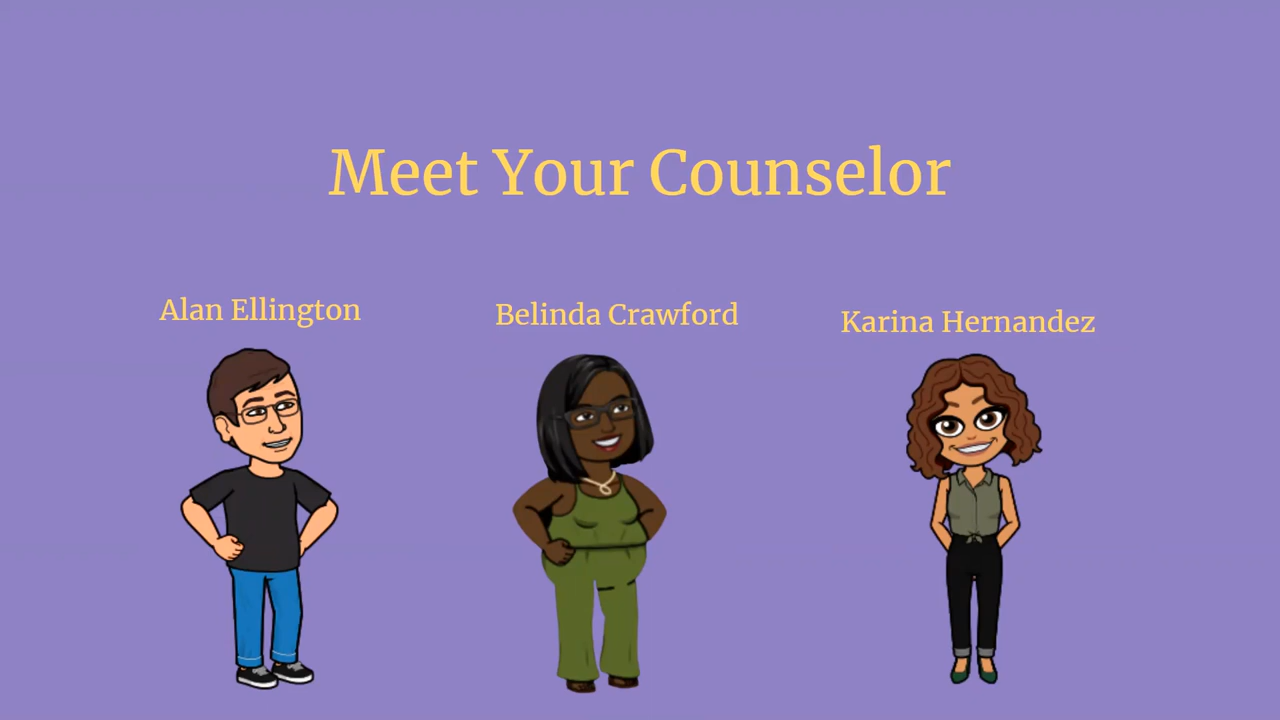 Meet Your Counselor
Alan Ellington
Belinda Crawford
Karina Hernandez